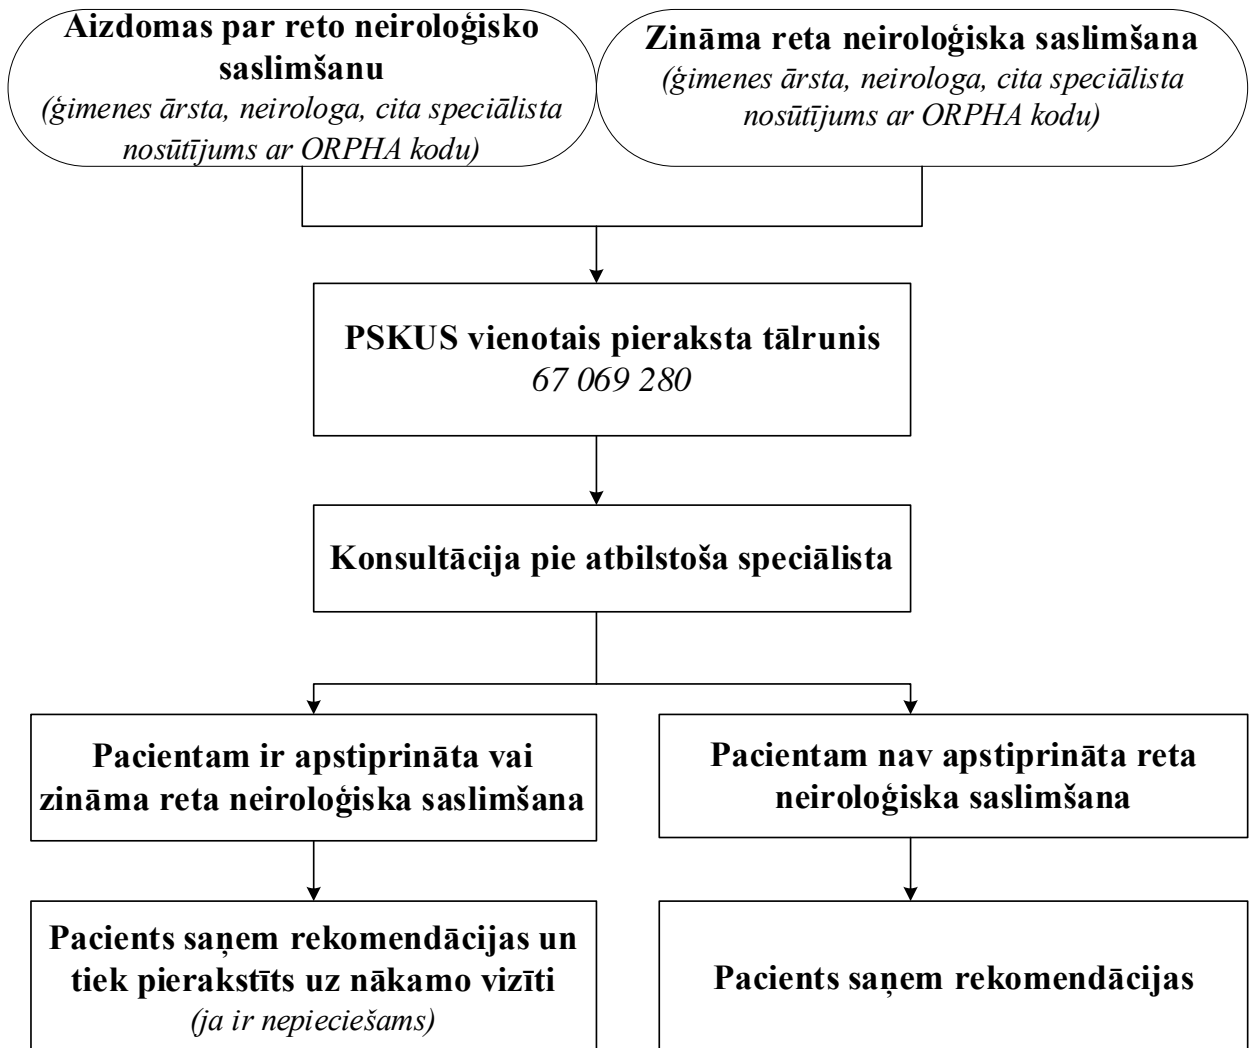 Aizdomas par reto neiroloģisko
saslimšanu
(ģimenes ārsta, neirologa, cita speciālista
nosūtījums ar ORPHA kodu)
Zināma reta neiroloģiska saslimšana
(ģimenes ārsta, neirologa, cita speciālista
nosūtījums ar ORPHA kodu)
PSKUS vienotais pieraksta tālrunis
67 069 280
Konsultācija pie atbilstoša speciālista
Pacientam ir apstiprināta vai
zināma reta neiroloģiska saslimšana
Pacientam nav apstiprināta reta
neiroloģiska saslimšana
Pacients saņem rekomendācijas un
tiek pierakstīts uz nākamo vizīti
(ja ir nepieciešams)
Pacients saņem rekomendācijas